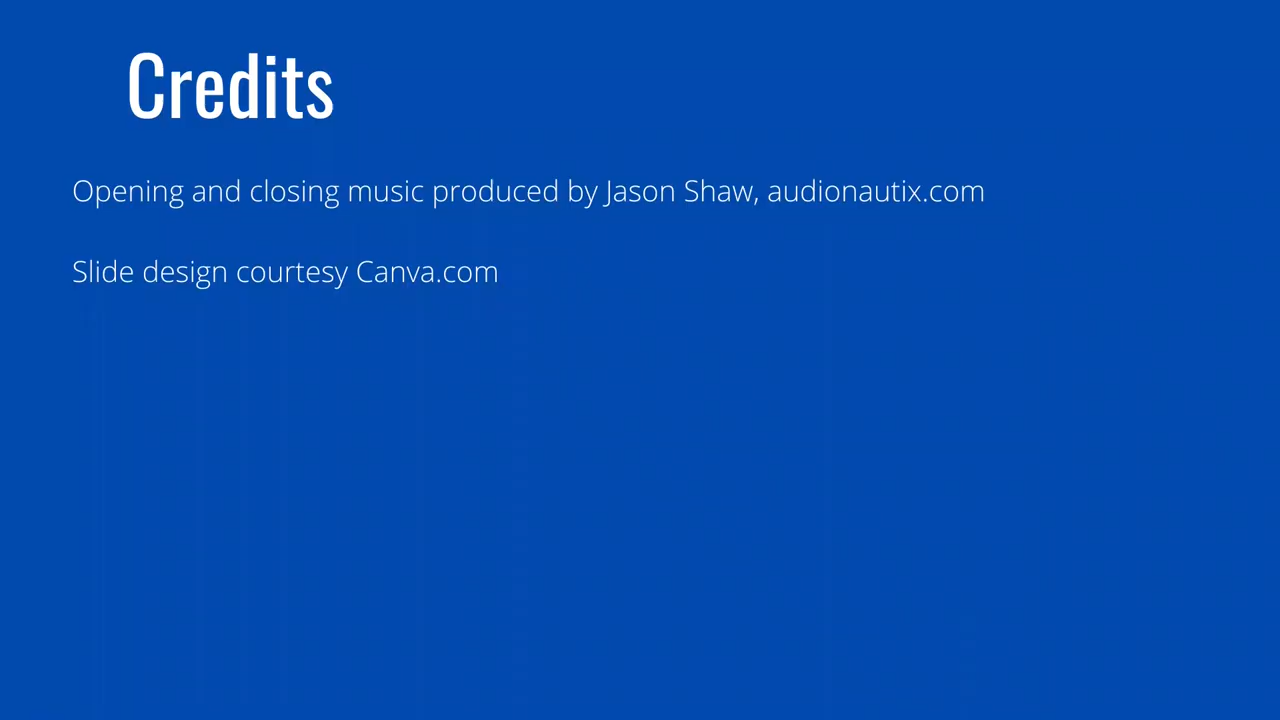 Credits
Opening and closing music produced by Jason Shaw, audionautix.com
Slide design courtesy Canva.com